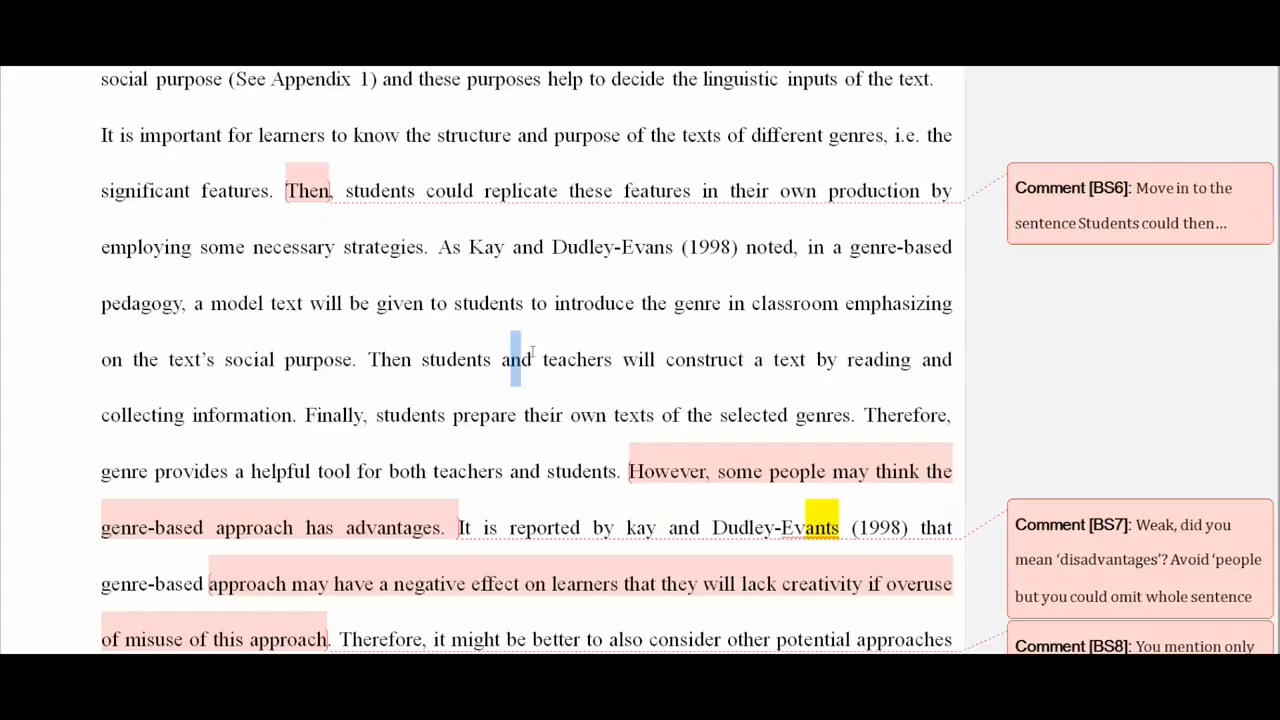 social purpose (See Appendix 1) and these purposes help to decide the linguistic inputs of the text.
It is important for learners to know the structure and purpose of the texts of different genres, i.e. the
significant features. Then, students could replicate these features in their own production by
employing some necessary strategies. As Kay and Dudley-Evans (1998) noted, in a genre-based
pedagogy, a model text will be given to students to introduce the genre in classroom emphasizing
on the text’s social purpose. Then students and teachers will construct a text by reading and
collecting information. Finally, students prepare their own texts of the selected genres. Therefore,
genre provides a helpful tool for both teachers and students. However, some people may think the
genre-based approach has advantages. It is reported by kay and Dudley-Evants (1998) that
genre-based approach may have a negative effect on learners that they will lack creativity if overuse
of misuse of this approach. Therefore, it might be better to also consider other potential approaches
Comment [BS6]: Move in to the
sentence Students could then...
Comment [BS7]: Weak, did you
mean ‘disadvantages’? Avoid ‘people
but you could omit whole sentence
Comment [BS8]: You mention only